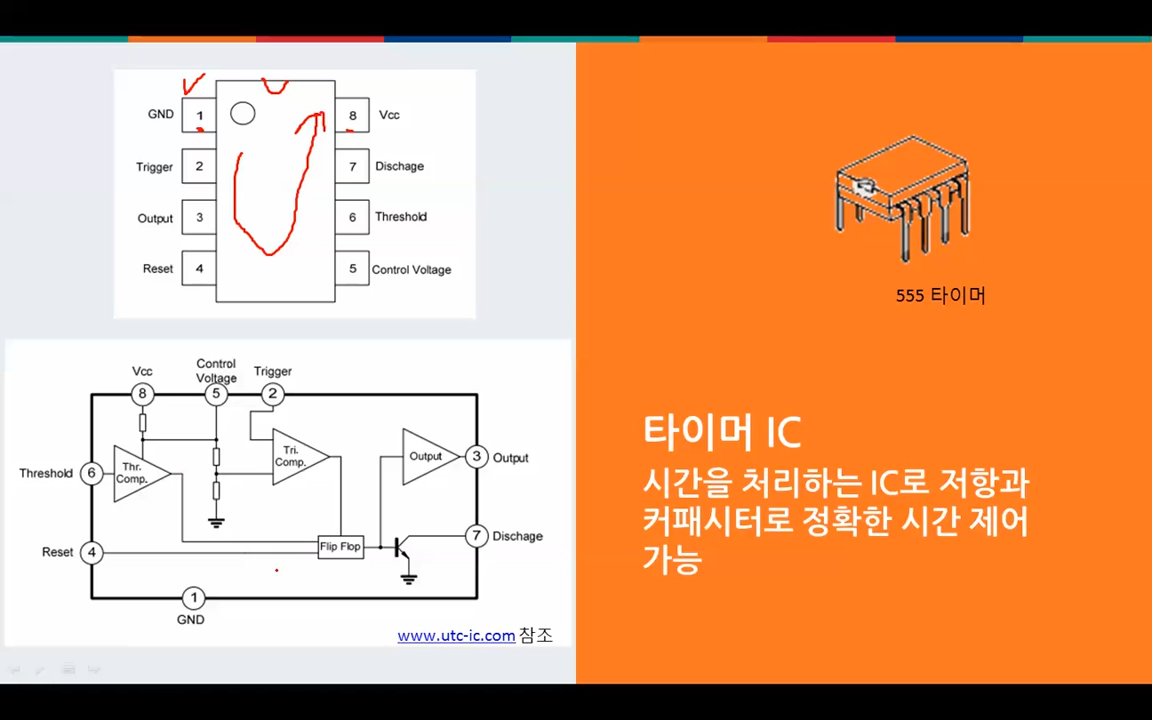 GND 1 8 Vcc
Trigger 2 7 Dischage
Output 3 6 Threshold
Reset 4 5 Control Voltage
555 타이머
Vcc
Control
Voltage
Trigger
8 5 2
Threshold 6
Thr.
Comp.
Tri.
Comp.
Output
3 Output
Reset 4
Flip Flop
7 Dischage
1
GND
www.utc-ic.com 참조
타이머 IC
시간을 처리하는 IC로 저항과
커패시터로 정확한 시간 제어
가능